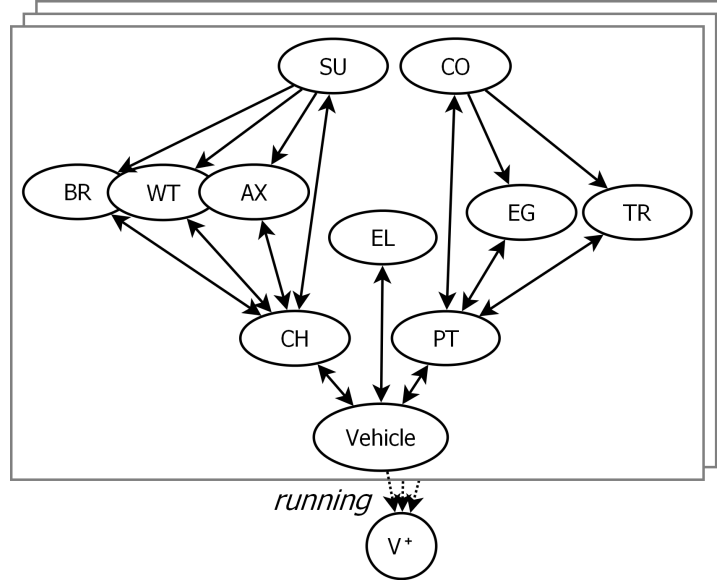 SU CO
BR WT AX EG TR
EL
CH PT
Vehicle
running
V⁺